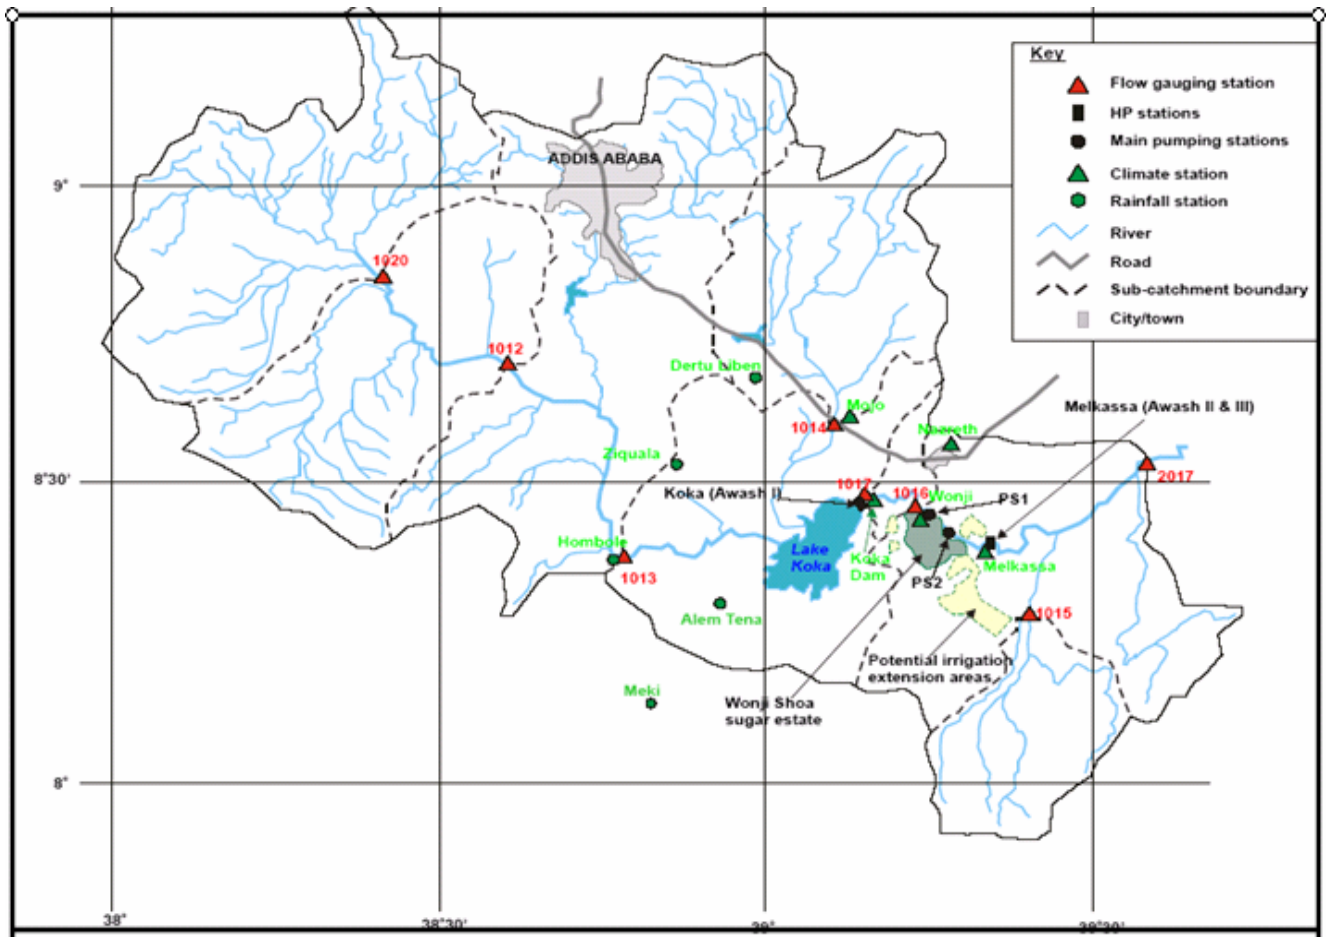 Key
Flow gauging station
HP stations
Main pumping stations
Climate station
Rainfall station
River
Road
Sub-catchment boundary
City/town
ADDIS ABABA
9°
1020
1012
Dertu Liben
Melkassa (Awash II & III)
Mojo
1014
Nazreth
Ziquala
2017
8°30'
Koka (Awash I)
1017
1016
Wonji
PS1
Hombole
Lake
Koka
Koka
Dam
Melkassa
1013
PS2
Alem Tena
1015
Potential irrigation
extension areas
Meki
Wonji Shoa
sugar estate
8°
38°
38°30'
39°
39°30'